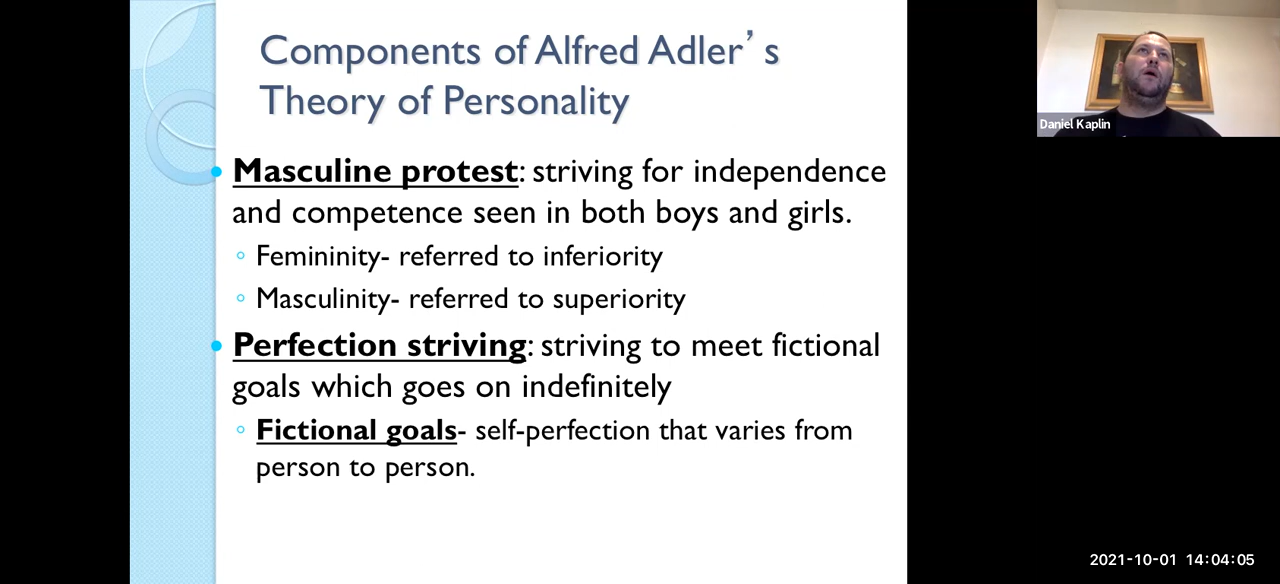 Components of Alfred Adler’s
Theory of Personality
Masculine protest: striving for independence
and competence seen in both boys and girls.
Femininity- referred to inferiority
Masculinity- referred to superiority
Perfection striving: striving to meet fictional
goals which goes on indefinitely
Fictional goals- self-perfection that varies from
person to person.
Daniel Kaplin
2021-10-01 14:04:05